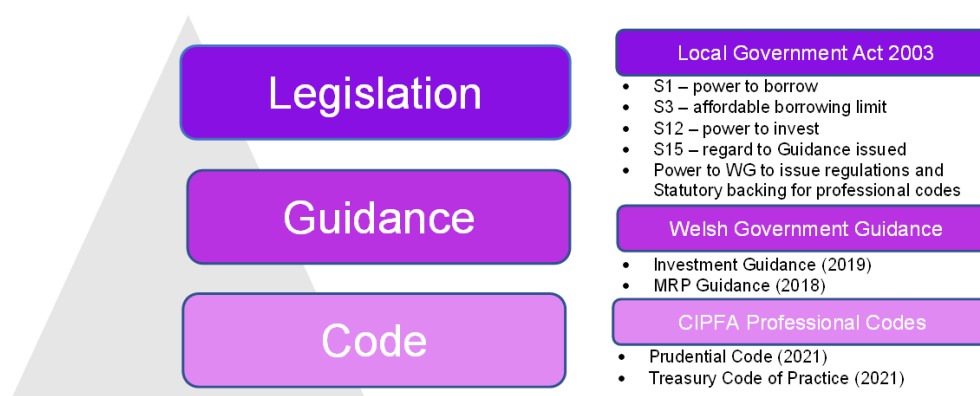 Legislation
Local Government Act 2003
• S1 – power to borrow
• S3 – affordable borrowing limit
• S12 – power to invest
• S15 – regard to Guidance issued
• Power to WG to issue regulations and
Statutory backing for professional codes
Guidance
Welsh Government Guidance
• Investment Guidance (2019)
• MRP Guidance (2018)
Code
CIPFA Professional Codes
• Prudential Code (2021)
• Treasury Code of Practice (2021)